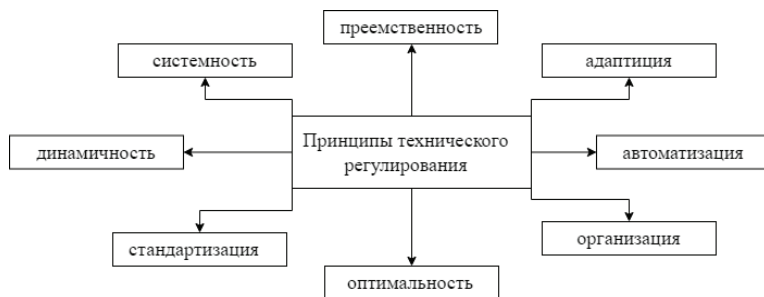 преемственность
системность
адаптиция
Принципы технического
регулирования
динамичность
автоматизация
стандартизация
организация
оптимальность